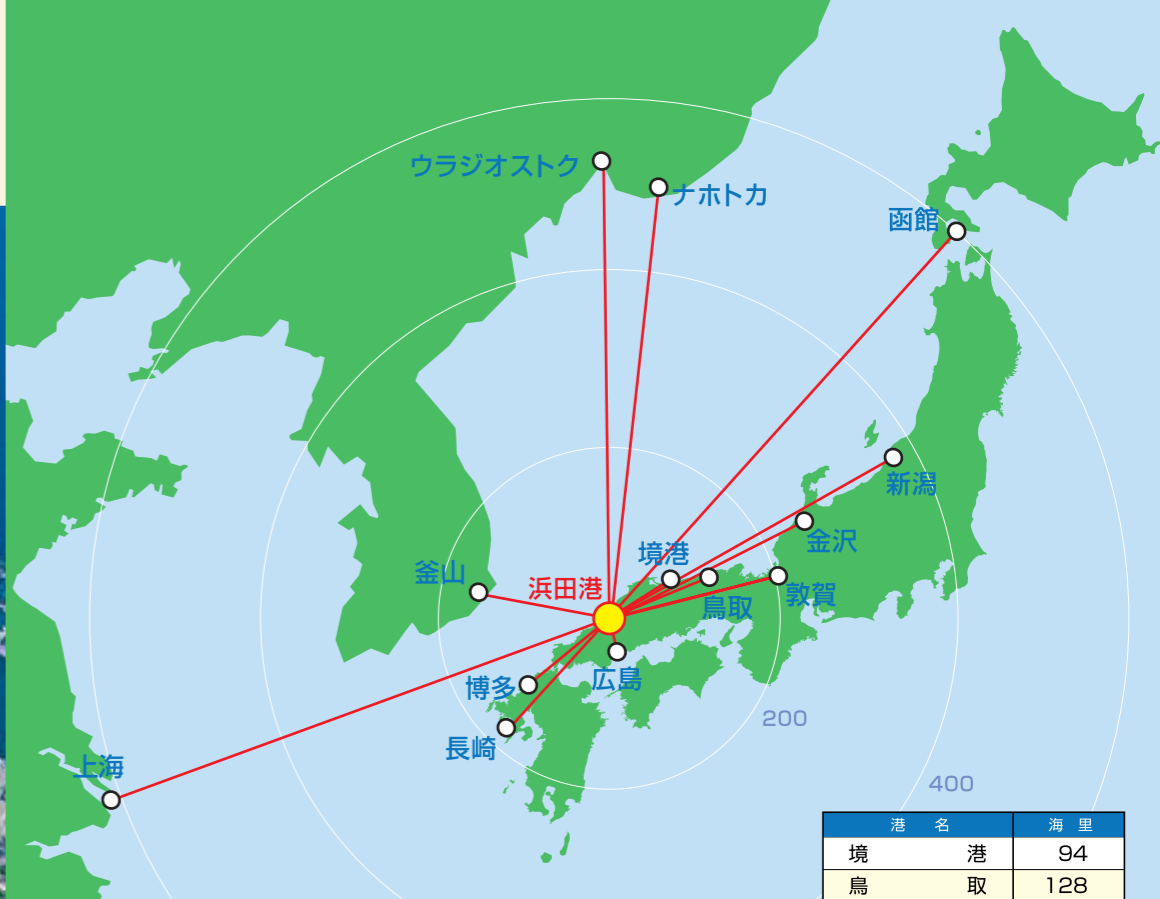 ウラジオストク
ナホトカ
函館
新潟
金沢
境港
釜山
浜田港
鳥取
敦賀
博多
広島
長崎
200
上海
400
港 名 海 里
境 港 94
鳥 取 128